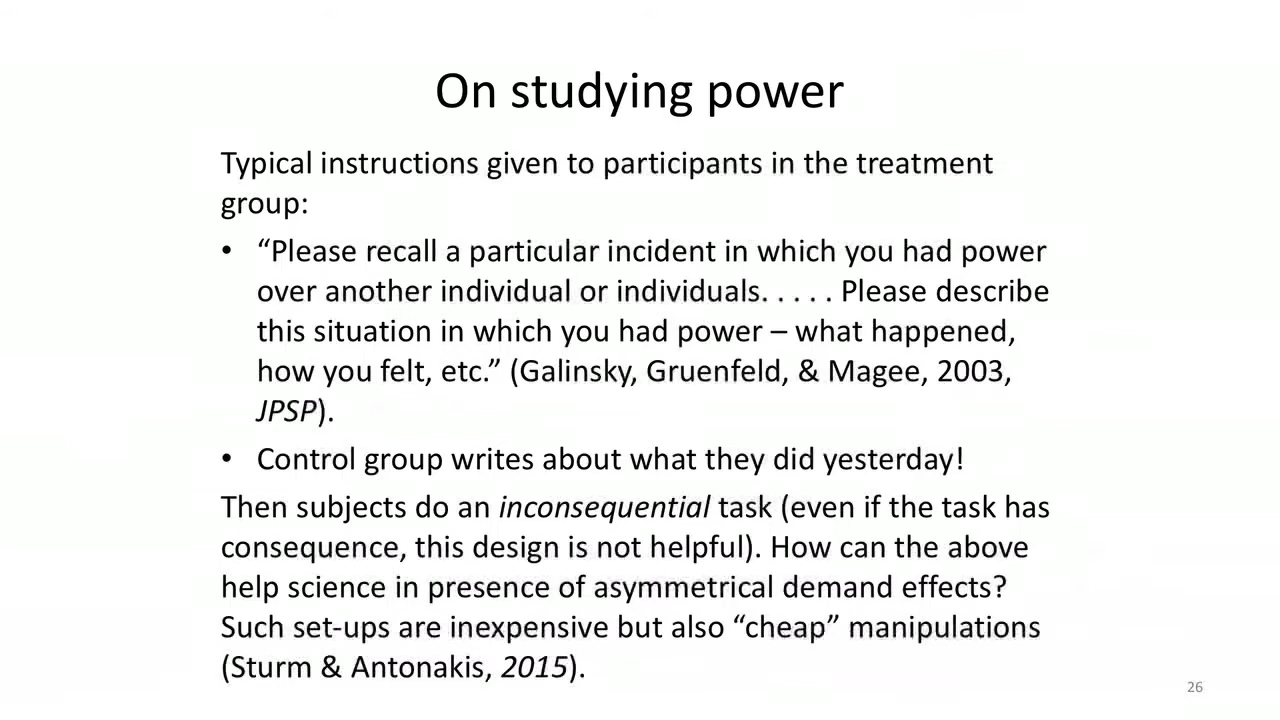 On studying power
Typical instructions given to participants in the treatment
group:
• “Please recall a particular incident in which you had power
over another individual or individuals. . . . . Please describe
this situation in which you had power – what happened,
how you felt, etc.” (Galinsky, Gruenfeld, & Magee, 2003,
JPSP).
• Control group writes about what they did yesterday!
Then subjects do an inconsequential task (even if the task has
consequence, this design is not helpful). How can the above
help science in presence of asymmetrical demand effects?
Such set-ups are inexpensive but also “cheap” manipulations
(Sturm & Antonakis, 2015).
26